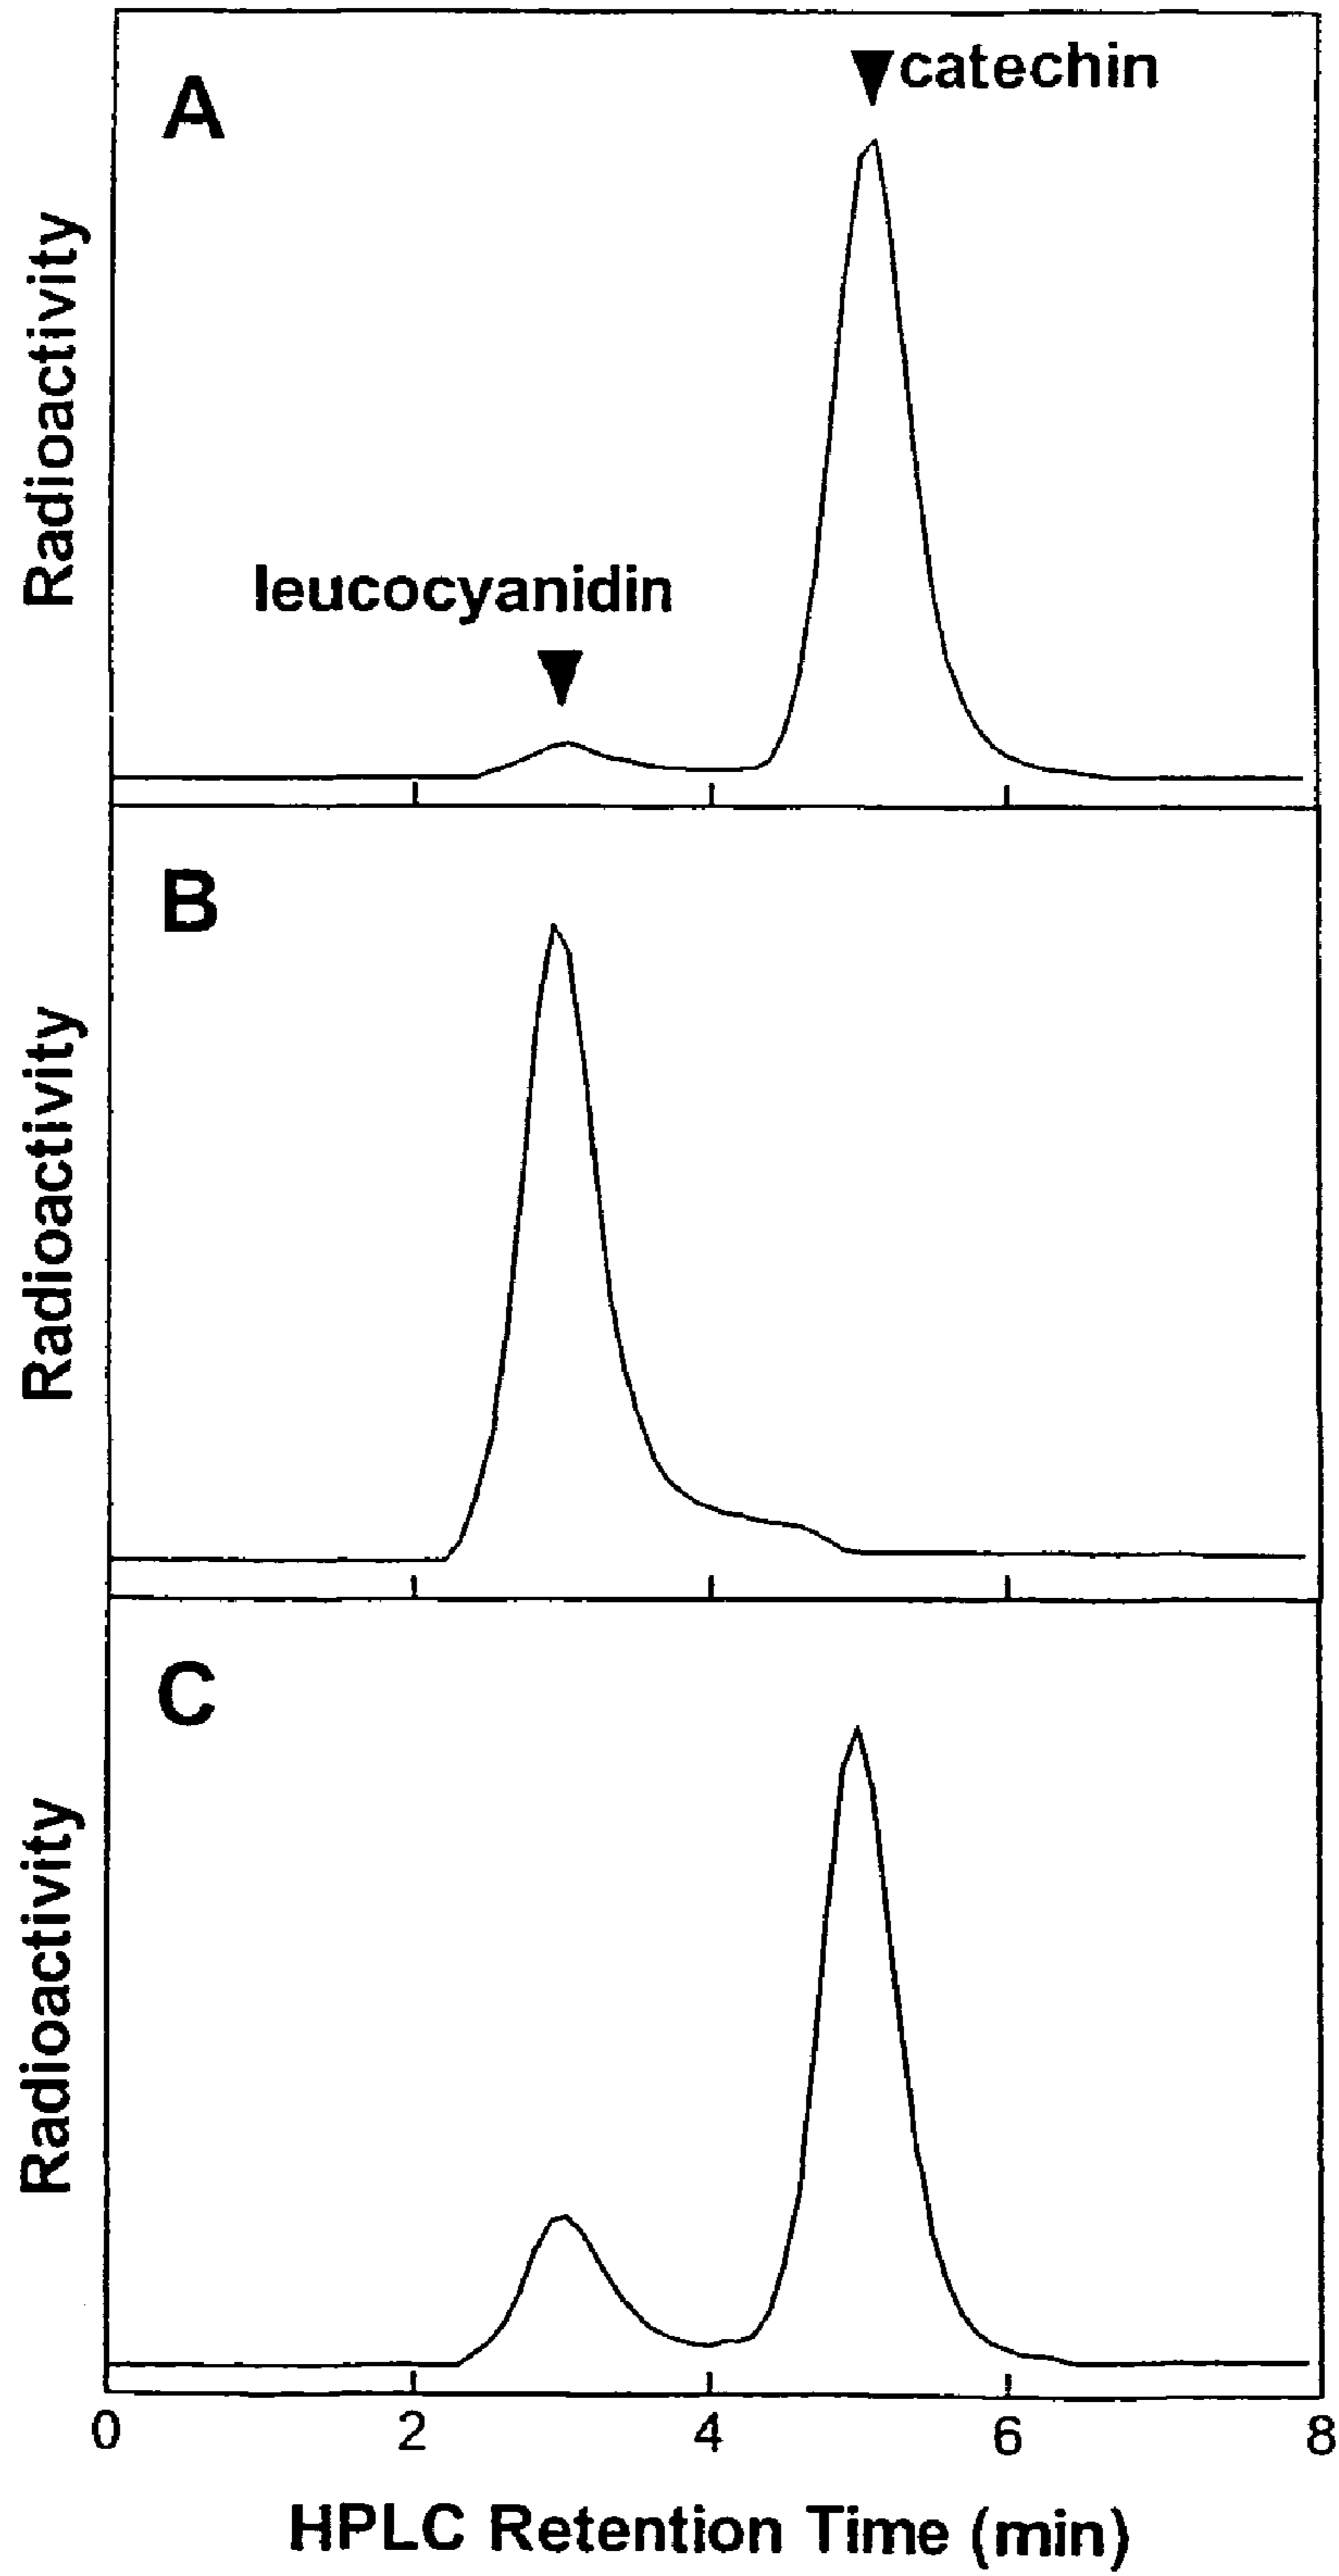 A
catechin
Radioactivity
leucocyanidin
B
Radioactivity
C
Radioactivity
0 2 4 6 8
HPLC Retention Time (min)